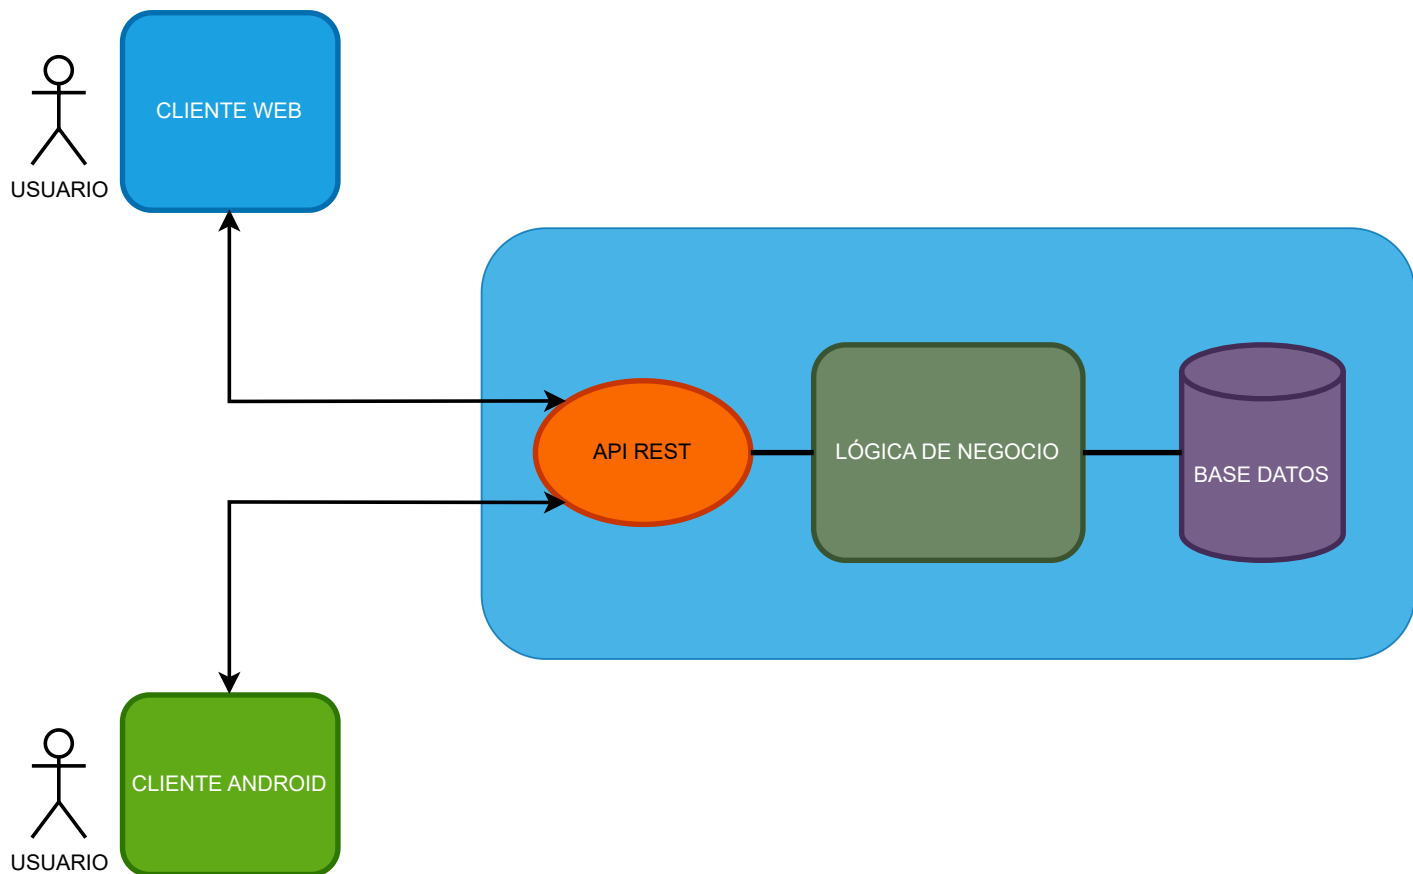 CLIENTE WEB
USUARIO
API REST
LÓGICA DE NEGOCIO
BASE DATOS
CLIENTE ANDROID
USUARIO